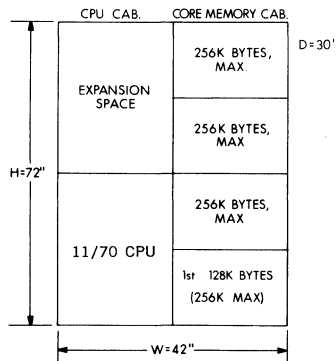 CPU CAB. CORE MEMORY CAB.
D=30'
256K BYTES,
MAX.
EXPANSION
SPACE
256K BYTES,
MAX
H=72"
256K BYTES,
MAX
11/70 CPU
1st 128K BYTES
(256K MAX)
W=42"